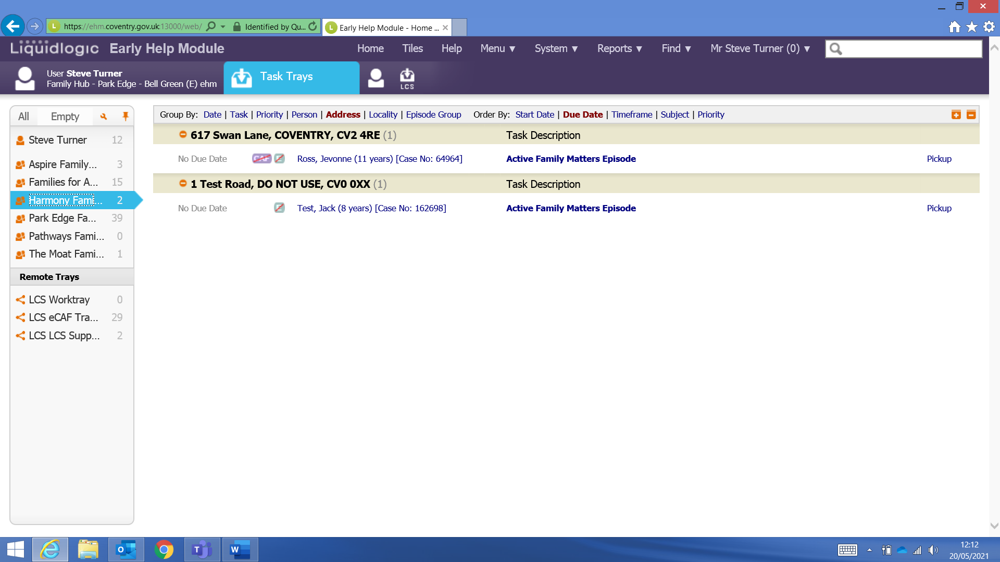 https://ehm.coventry.gov.uk:13000/web/
Identified by Qu...
Early Help Module - Home ...
Liquidlogic Early Help Module
Home Tiles Help Menu ▼ System ▼ Reports ▼ Find ▼ Mr Steve Turner (0) ▼
User Steve Turner
Family Hub - Park Edge - Bell Green (E) ehm
Task Trays
LCS
All Empty
Steve Turner 12
Aspire Family... 3
Families for A... 15
Harmony Fami... 2
Park Edge Fa... 39
Pathways Fami... 0
The Moat Fami... 1
Remote Trays
LCS Worktray 0
LCS eCAF Tra... 29
LCS LCS Supp... 2
Group By: Date | Task | Priority | Person | Address | Locality | Episode Group Order By: Start Date | Due Date | Timeframe | Subject | Priority
617 Swan Lane, COVENTRY, CV2 4RE (1) Task Description
No Due Date CAF E Ross, Jevonne (11 years) [Case No: 64964] Active Family Matters Episode Pickup
1 Test Road, DO NOT USE, CV0 0XX (1) Task Description
No Due Date E Test, Jack (8 years) [Case No: 162698] Active Family Matters Episode Pickup
12:12
20/05/2021